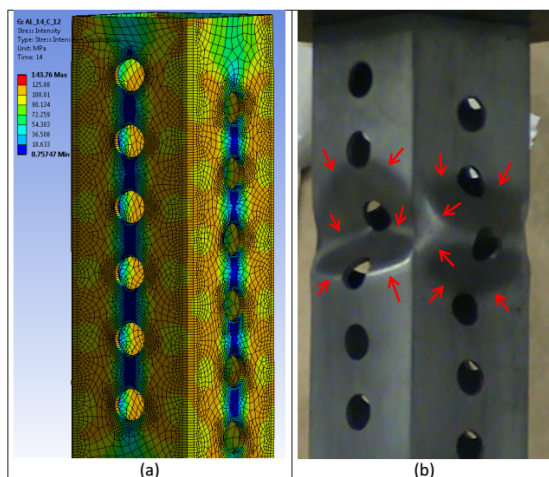 G: AL_14_C_12
Stress Intensity
Type: Stress Intensity
Unit: MPa
Time: 14
143.76 Max
125.88
108.01
90.134
72.259
54.383
36.508
18.633
0.75747 Min
(a)
(b)